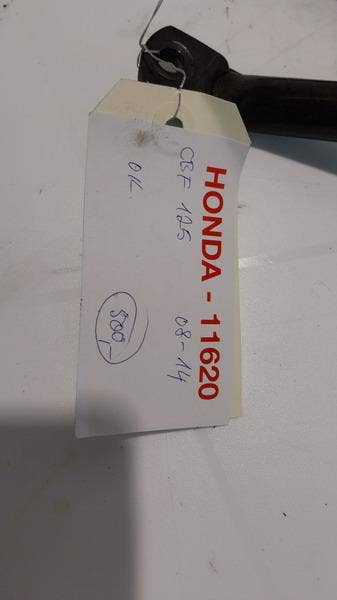 HONDA - 11620
CBF 125 08-14
OK.
500,-